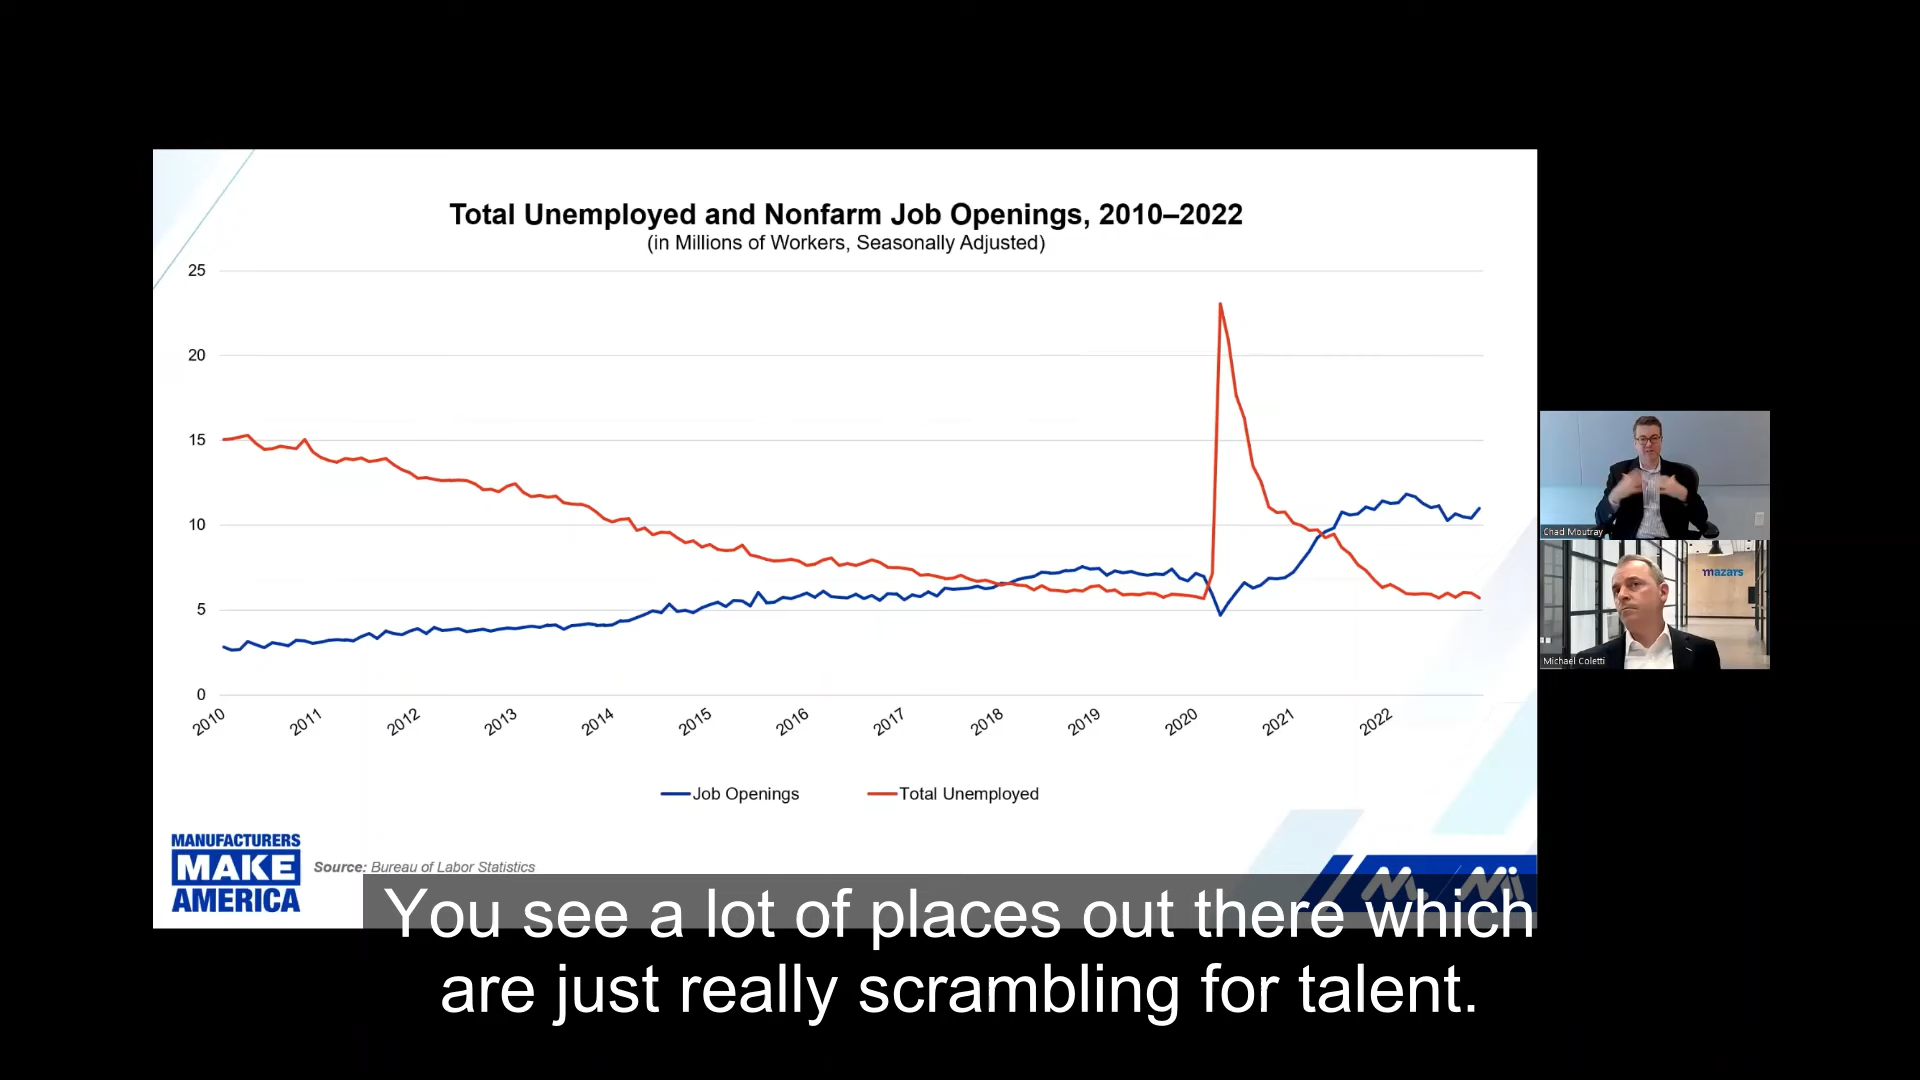 Total Unemployed and Nonfarm Job Openings, 2010–2022
(in Millions of Workers, Seasonally Adjusted)
25
20
15
10
5
0
2010
2011
2012
2013
2014
2015
2016
2017
2018
2019
2020
2021
2022
Job Openings
Total Unemployed
MANUFACTURERS
MAKE
AMERICA
Source: Bureau of Labor Statistics
Chad Moutray
mazars
Michael Coletti
You see a lot of places out there which
are just really scrambling for talent.